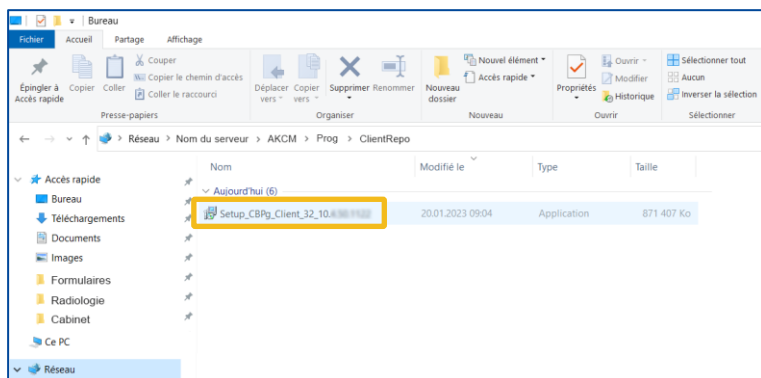 Bureau
Fichier Accueil Partage Affichage
Épingler à Accès rapide
Copier
Coller
Couper
Copier le chemin d'accès
Coller le raccourci
Presse-papiers
Déplacer vers
Copier vers
Supprimer
Renommer
Organiser
Nouveau dossier
Nouvel élément
Accès rapide
Nouveau
Propriétés
Ouvrir
Modifier
Historique
Ouvrir
Sélectionner tout
Aucun
Inverser la sélection
Sélectionner
Réseau > Nom du serveur > AKCM > Prog > ClientRepo
Nom Modifié le Type Taille
Accès rapide
Bureau
Téléchargements
Documents
Images
Formulaires
Radiologie
Cabinet
Ce PC
Réseau
Aujourd'hui (6)
Setup_CBPg_Client_32_10. 20.01.2023 09:04 Application 871 407 Ko